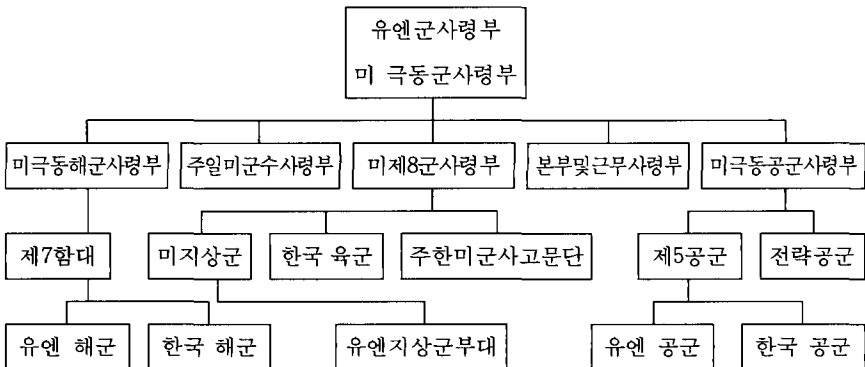 유엔군사령부
미 극동군사령부
미극동해군사령부
주일미군수사령부
미제8군사령부
본부및근무사령부
미극동공군사령부
제7함대
미지상군
한국 육군
주한미군사고문단
제5공군
전략공군
유엔 해군
한국 해군
유엔지상군부대
유엔 공군
한국 공군